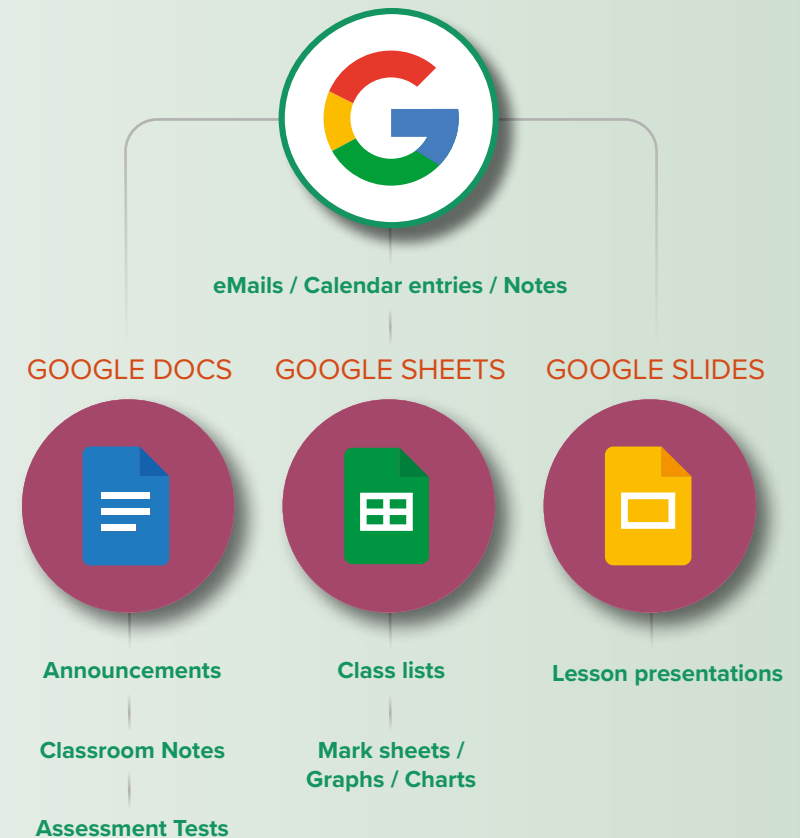 eMails / Calendar entries / Notes
GOOGLE DOCS
GOOGLE SHEETS
GOOGLE SLIDES
Announcements
Classroom Notes
Assessment Tests
Class lists
Mark sheets /
Graphs / Charts
Lesson presentations